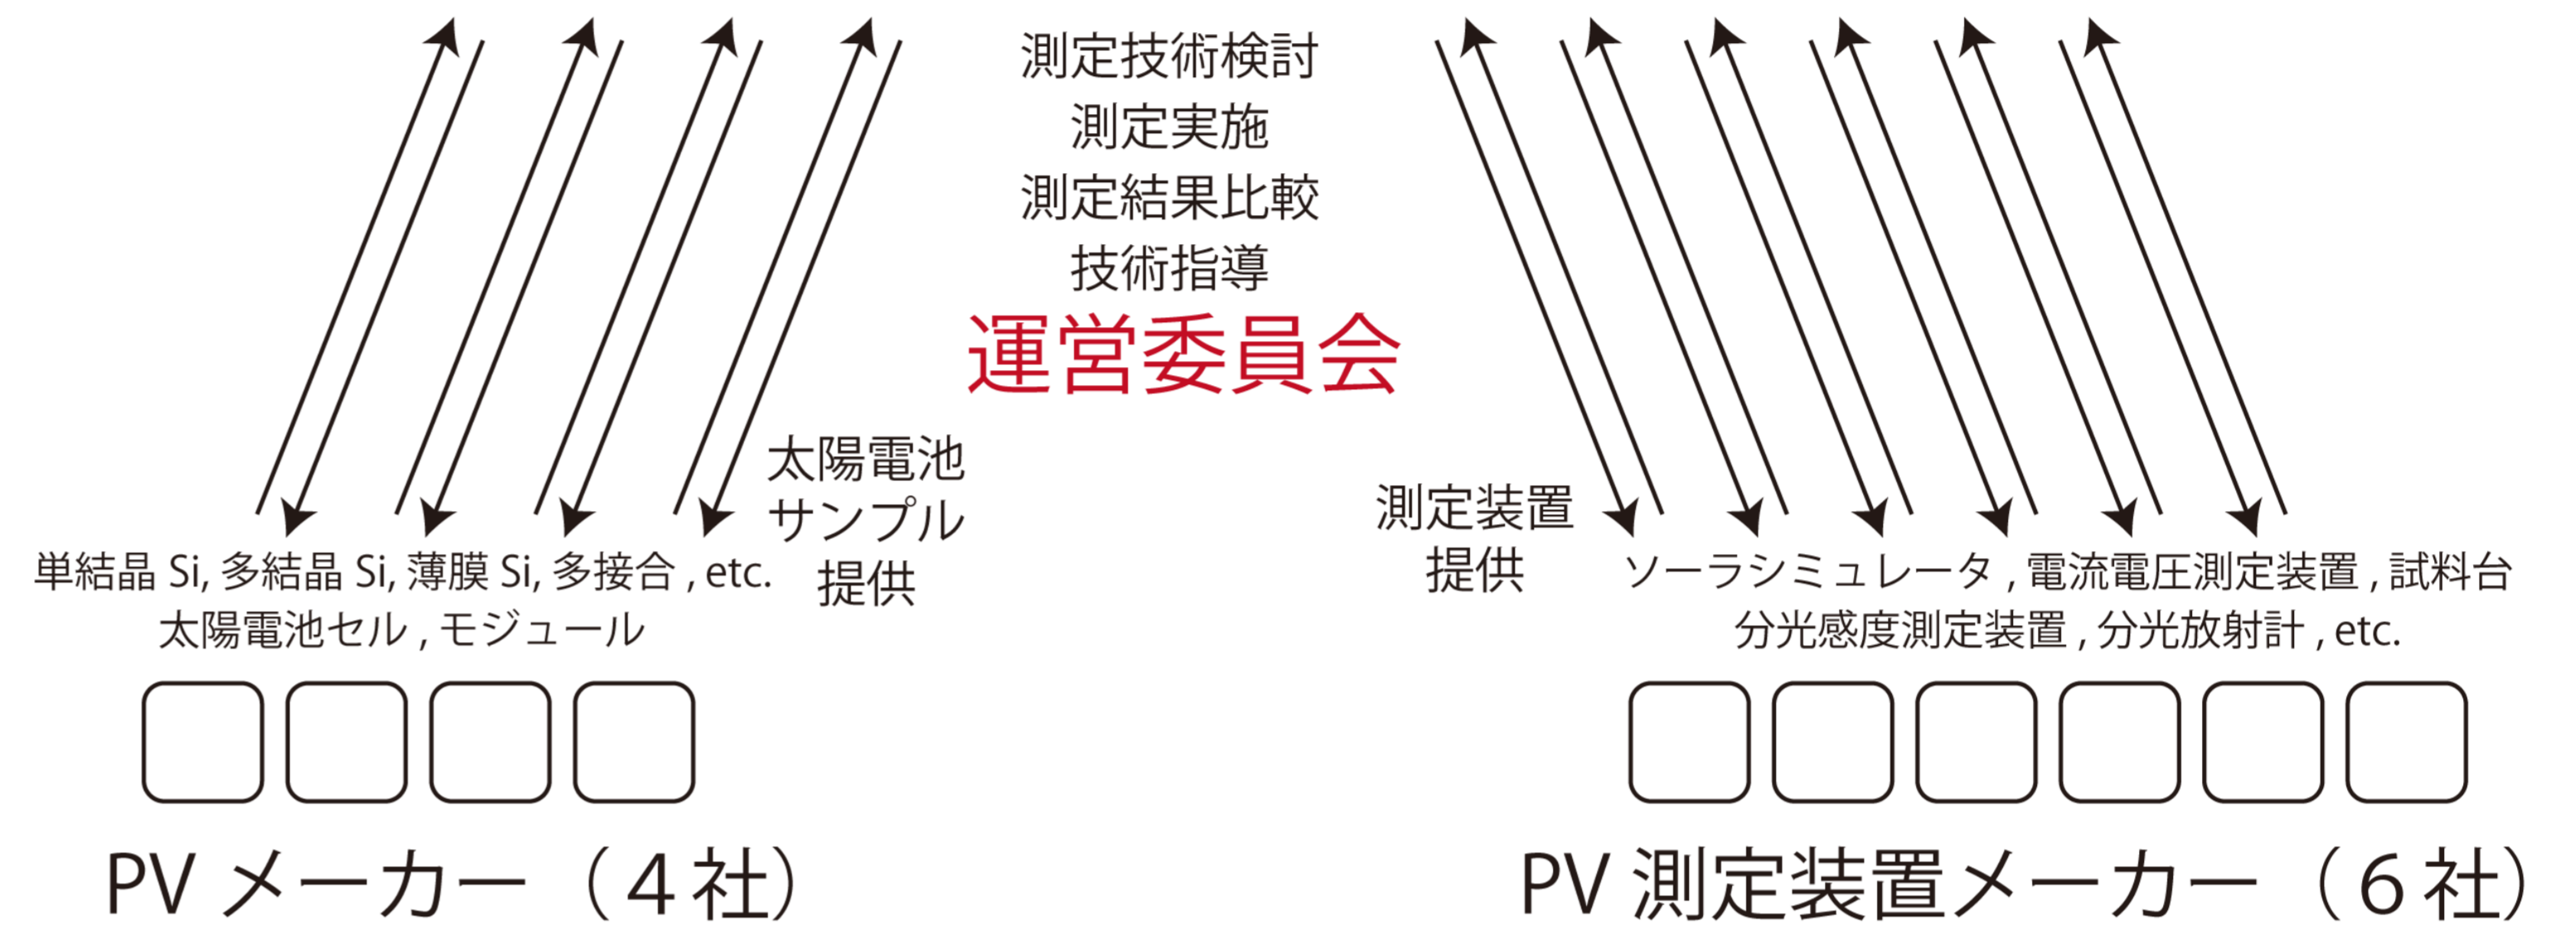 測定技術検討
測定実施
測定結果比較
技術指導
運営委員会
太陽電池
サンプル
提供
測定装置
提供
単結晶 Si, 多結晶 Si, 薄膜 Si, 多接合 , etc.
太陽電池セル , モジュール
ソーラシミュレータ , 電流電圧測定装置 , 試料台
分光感度測定装置 , 分光放射計 , etc.
PV メーカー（4 社）
PV 測定装置メーカー（6 社）